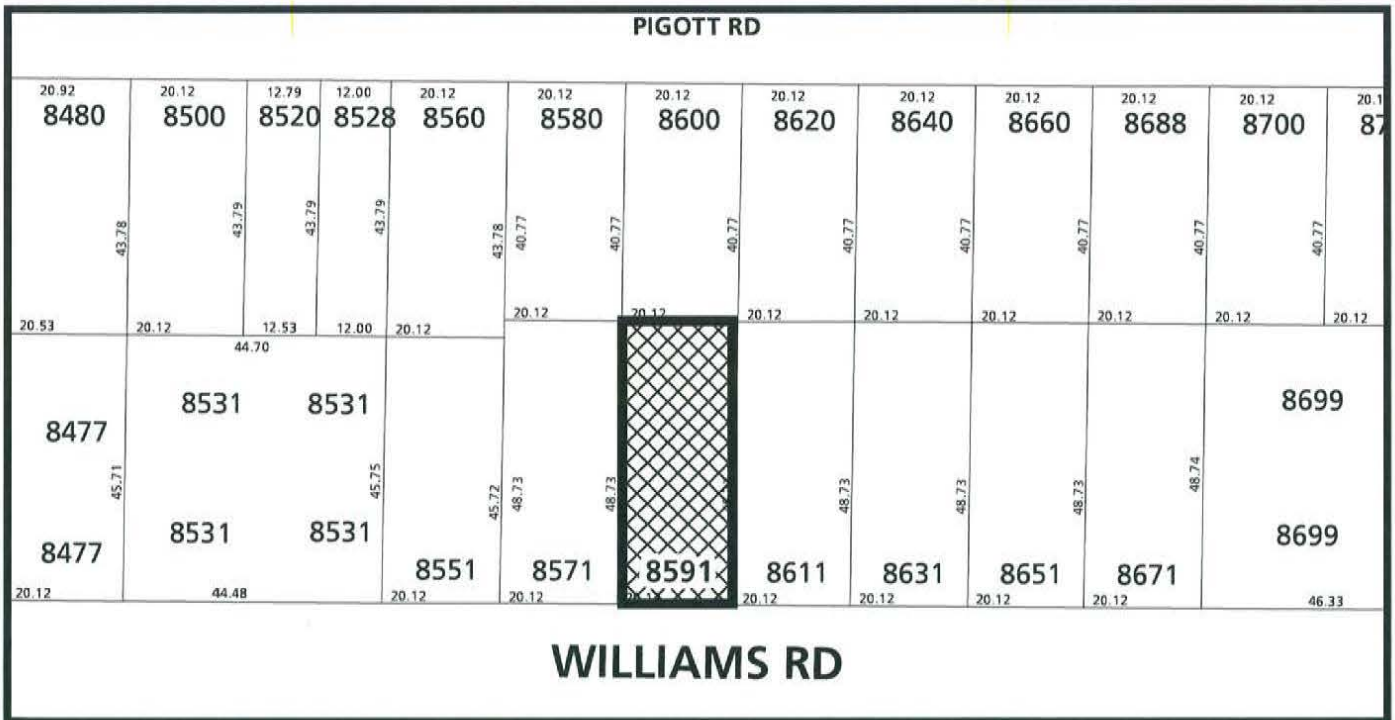 PIGOTT RD
20.92 20.12 12.79 12.00 20.12 20.12 20.12 20.12 20.12 20.12 20.12 20.12 20.1
8480 8500 8520 8528 8560 8580 8600 8620 8640 8660 8688 8700 87
43.78 43.79 43.79 43.79 43.78 40.77 40.77 40.77 40.77 40.77 40.77 40.77 40.77
20.53 20.12 12.53 12.00 20.12 20.12 20.12 20.12 20.12 20.12 20.12 20.12 20.12
44.70
8531 8531 8699
8477
45.71 45.75 45.72 48.73 48.73 48.73 48.73 48.73 48.74
8477 8531 8531 8699
8551 8571 8591 8611 8631 8651 8671
20.12 44.48 20.12 20.12 20.12 20.12 20.12 20.12 46.33
WILLIAMS RD